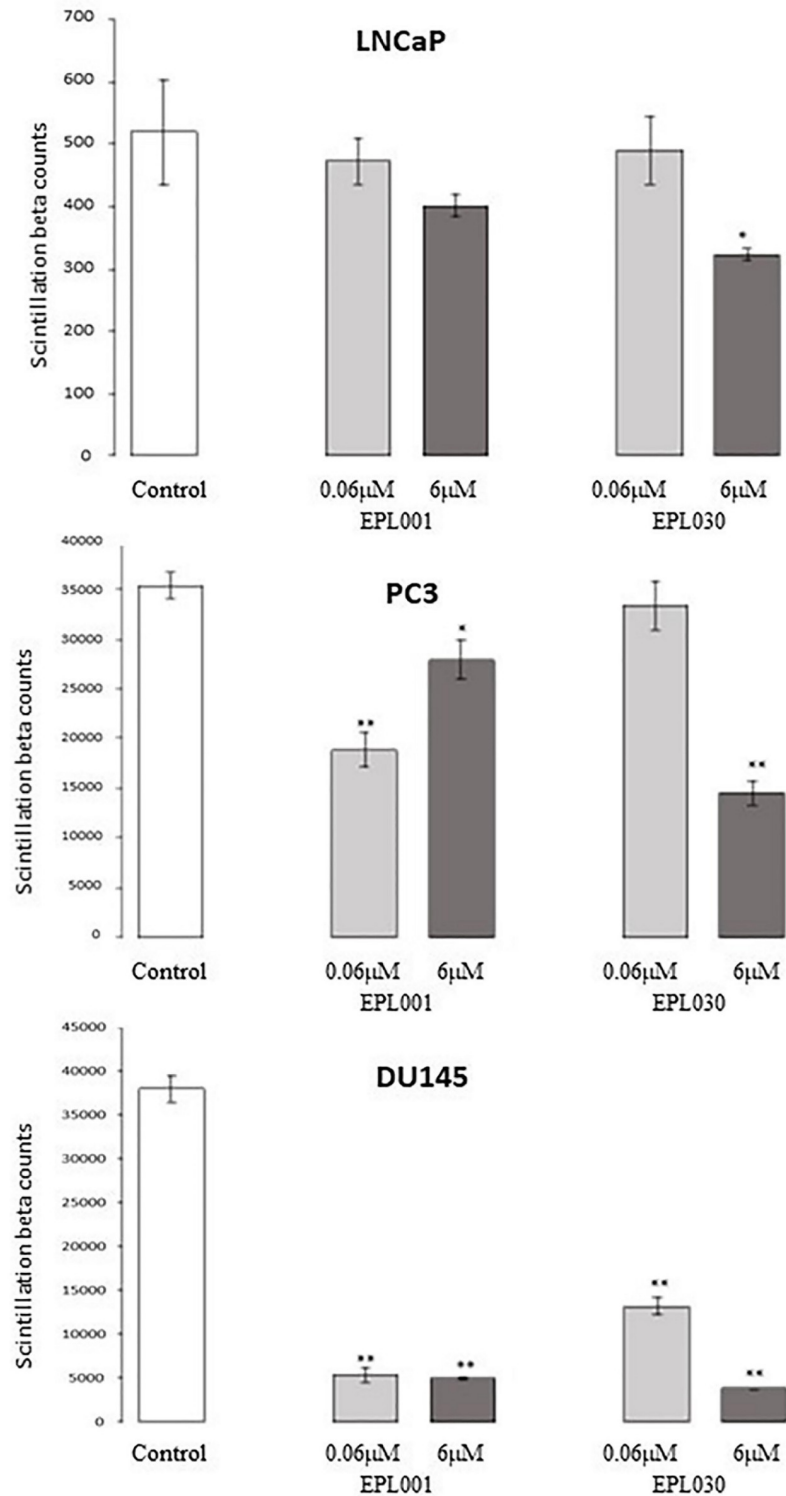 LNCaP
Scintillation beta counts
700
600
500
400
300
200
100
0
*
Control
0.06μM 6μM
EPL001
0.06μM 6μM
EPL030
PC3
Scintillation beta counts
40000
35000
30000
25000
20000
15000
10000
5000
0
**
*
**
Control
0.06μM 6μM
EPL001
0.06μM 6μM
EPL030
DU145
Scintillation beta counts
45000
40000
35000
30000
25000
20000
15000
10000
5000
0
**
**
**
**
Control
0.06μM 6μM
EPL001
0.06μM 6μM
EPL030